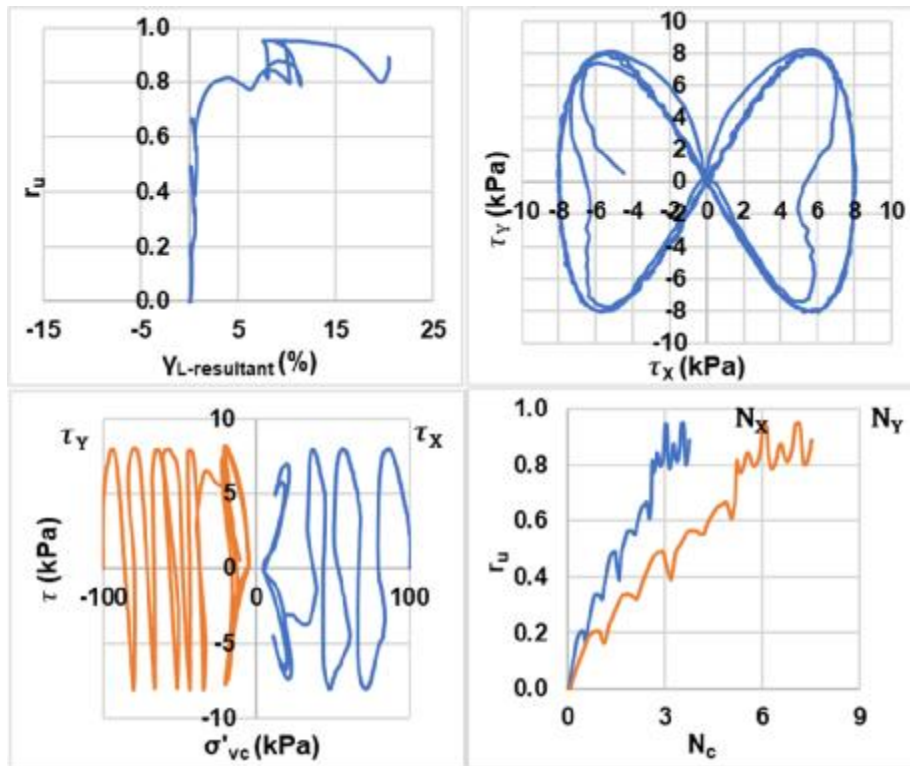 1.0
0.8
0.6
0.4
0.2
0.0
r_u
-15 -5 5 15 25
γ_L-resultant (%)
10
8
6
4
2
0
-2
-4
-6
-8
-10
τ_Y (kPa)
-10 -8 -6 -4 -2 0 2 4 6 8 10
τ_X (kPa)
τ_Y τ_X
10
5
0
-5
-10
τ (kPa)
-100 0 100
σ'_vc (kPa)
N_X N_Y
1.0
0.8
0.6
0.4
0.2
0.0
r_u
0 3 6 9
N_c